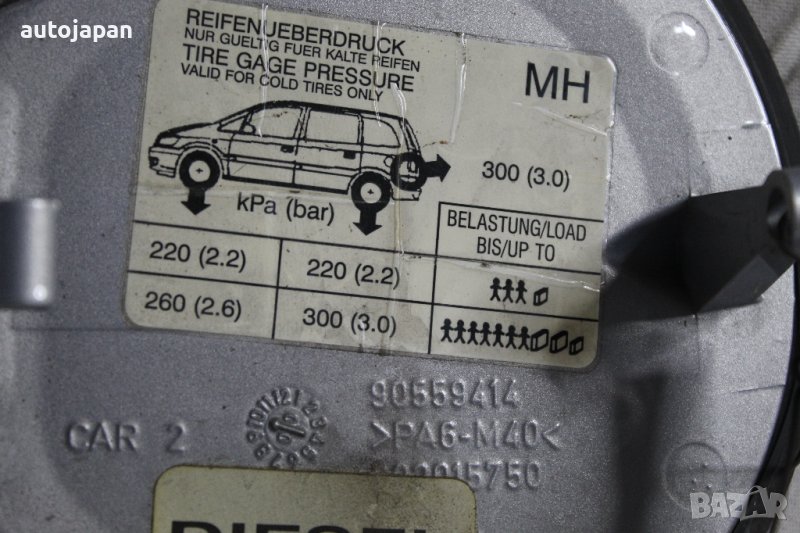 autojapan
REIFENUEBERDRUCK
NUR GUELTIG FUER KALTE REIFEN
TIRE GAGE PRESSURE
VALID FOR COLD TIRES ONLY
MH
300 (3.0)
kPa (bar)
BELASTUNG/LOAD
BIS/UP TO
220 (2.2) 220 (2.2)
260 (2.6) 300 (3.0)
90559414
CAR 2
>PA6-M40<
DIESEL
BAZAR